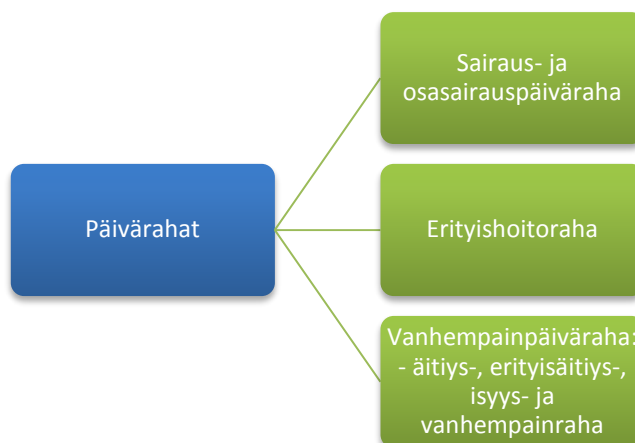 Päivärahat
Sairaus- ja
osasairauspäiväraha
Erityishoitoraha
Vanhempainpäiväraha:
- äitiys-, erityisäitiys-,
isyys- ja
vanhempainraha